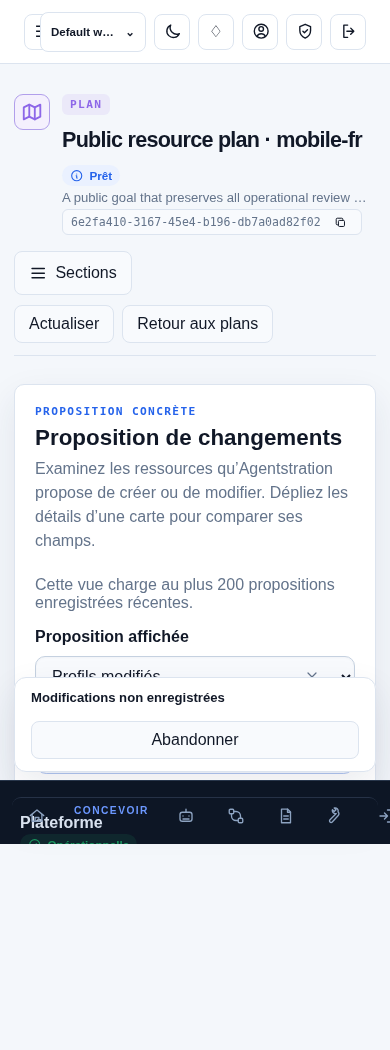 Default w… 
PLAN
Public resource plan · mobile-fr
Prêt
A public goal that preserves all operational review …
6e2fa410-3167-45e4-b196-db7a0ad82f02
Sections
Actualiser
Retour aux plans
PROPOSITION CONCRÈTE
Proposition de changements
Examinez les ressources qu’Agentstration
propose de créer ou de modifier. Dépliez les
détails d’une carte pour comparer ses
champs.
Cette vue charge au plus 200 propositions
enregistrées récentes.
Proposition affichée
Profils modifiés
Modifications non enregistrées
Abandonner
CONCEVOIR
Plateforme
Opérationnelle